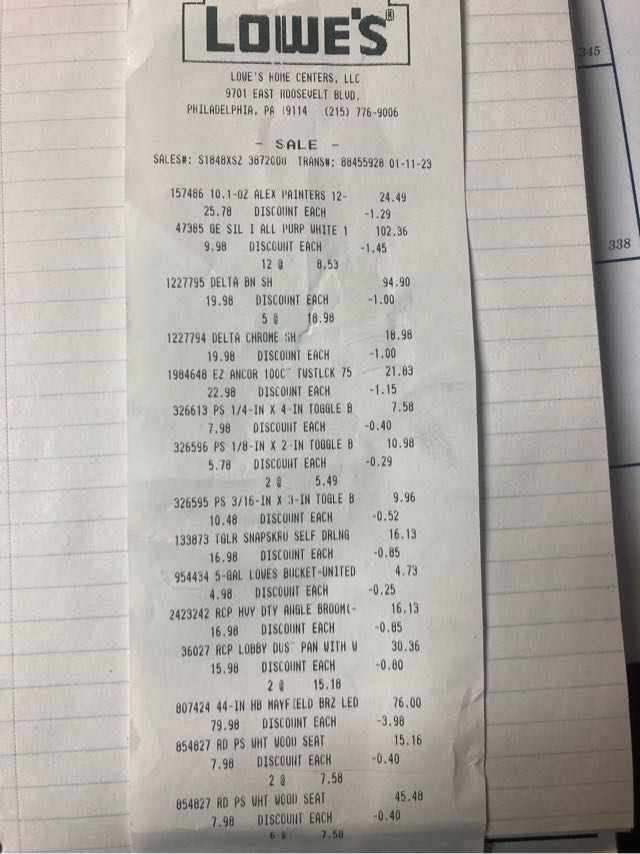 LOWE'S®
LOWE'S HOME CENTERS, LLC
9701 EAST ROOSEVELT BLVD.
PHILADELPHIA, PA 19114 (215) 776-9006
- SALE -
SALES#: S1848XS2 3872008 TRANS#: 88455928 01-11-23
157486 10.1-OZ ALEX PAINTERS 12- 24.49
25.78 DISCOUNT EACH -1.29
47385 GE SIL I ALL PURP WHITE 1 102.36
9.98 DISCOUNT EACH -1.45
12 @ 8.53
1227795 DELTA BN SH 94.90
19.98 DISCOUNT EACH -1.00
5 @ 18.98
1227794 DELTA CHROME SH 18.98
19.98 DISCOUNT EACH -1.00
1984648 EZ ANCOR 100CT TWSTLCK 75 21.83
22.98 DISCOUNT EACH -1.15
326613 PS 1/4-IN X 4-IN TOGGLE B 7.58
7.98 DISCOUNT EACH -0.40
326596 PS 1/8-IN X 2-IN TOGGLE B 10.98
5.78 DISCOUNT EACH -0.29
2 @ 5.49
326595 PS 3/16-IN X 3-IN TOGLE B 9.96
10.48 DISCOUNT EACH -0.52
133873 TGLR SNAPSKRU SELF DRLNG 16.13
16.98 DISCOUNT EACH -0.85
954434 5-GAL LOWES BUCKET-UNITED 4.73
4.98 DISCOUNT EACH -0.25
2423242 RCP HVY DTY ANGLE BROOM(- 16.13
16.98 DISCOUNT EACH -0.85
36027 RCP LOBBY DUST PAN WITH W 30.36
15.98 DISCOUNT EACH -0.80
2 @ 15.18
807424 44-IN HB MAYFIELD BRZ LED 76.00
79.98 DISCOUNT EACH -3.98
854827 RD PS WHT WOOD SEAT 15.16
7.98 DISCOUNT EACH -0.40
2 @ 7.58
854827 RD PS WHT WOOD SEAT 45.48
7.98 DISCOUNT EACH -0.40
6 @ 7.58
345
338